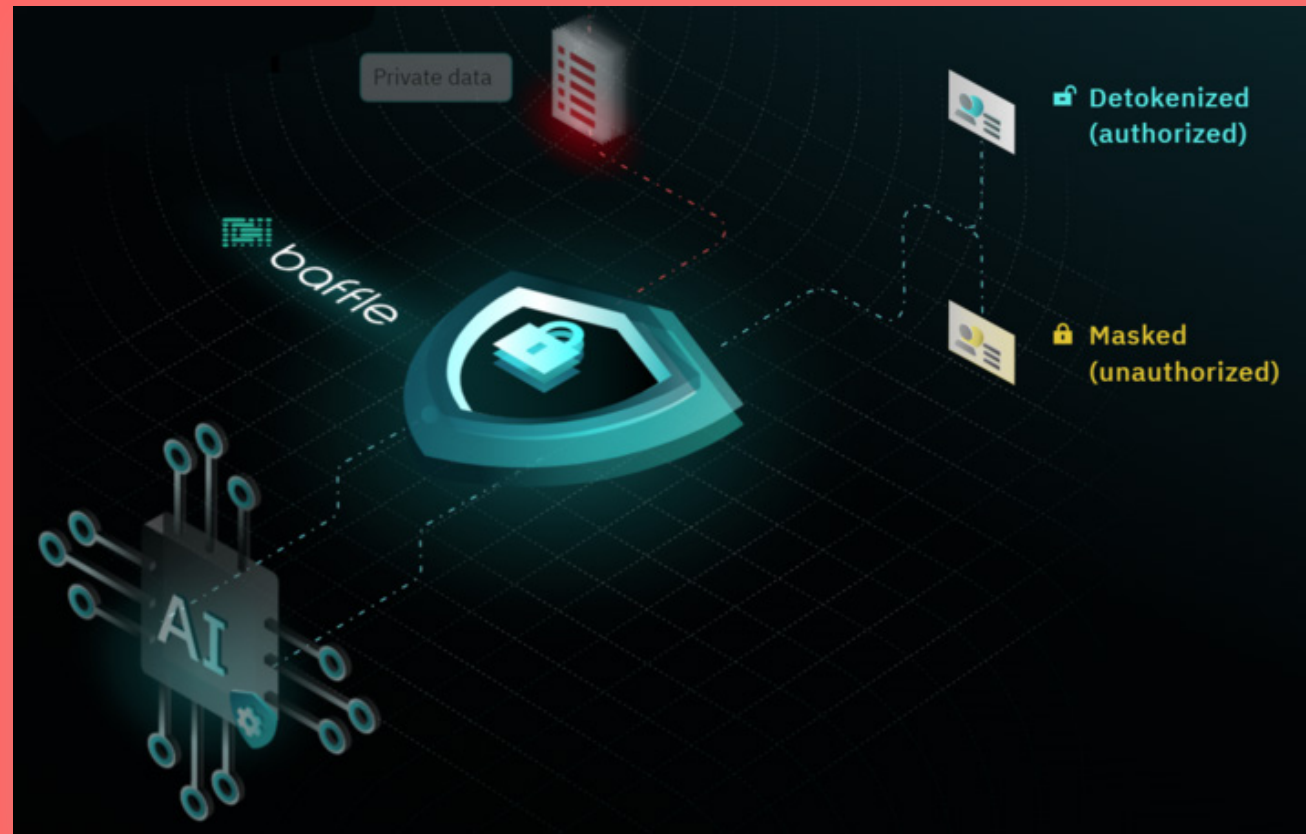 Private data
Detokenized
(authorized)
baffle
Masked
(unauthorized)
AI